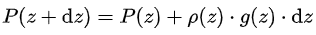 P(z + dz) = P(z) + ρ(z) · g(z) · dz